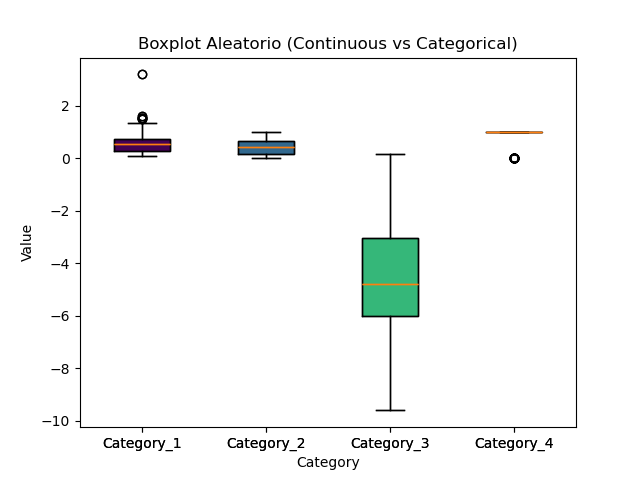 Boxplot Aleatorio (Continuous vs Categorical)
Value
2
0
−2
−4
−6
−8
−10
Category_1 Category_2 Category_3 Category_4
Category